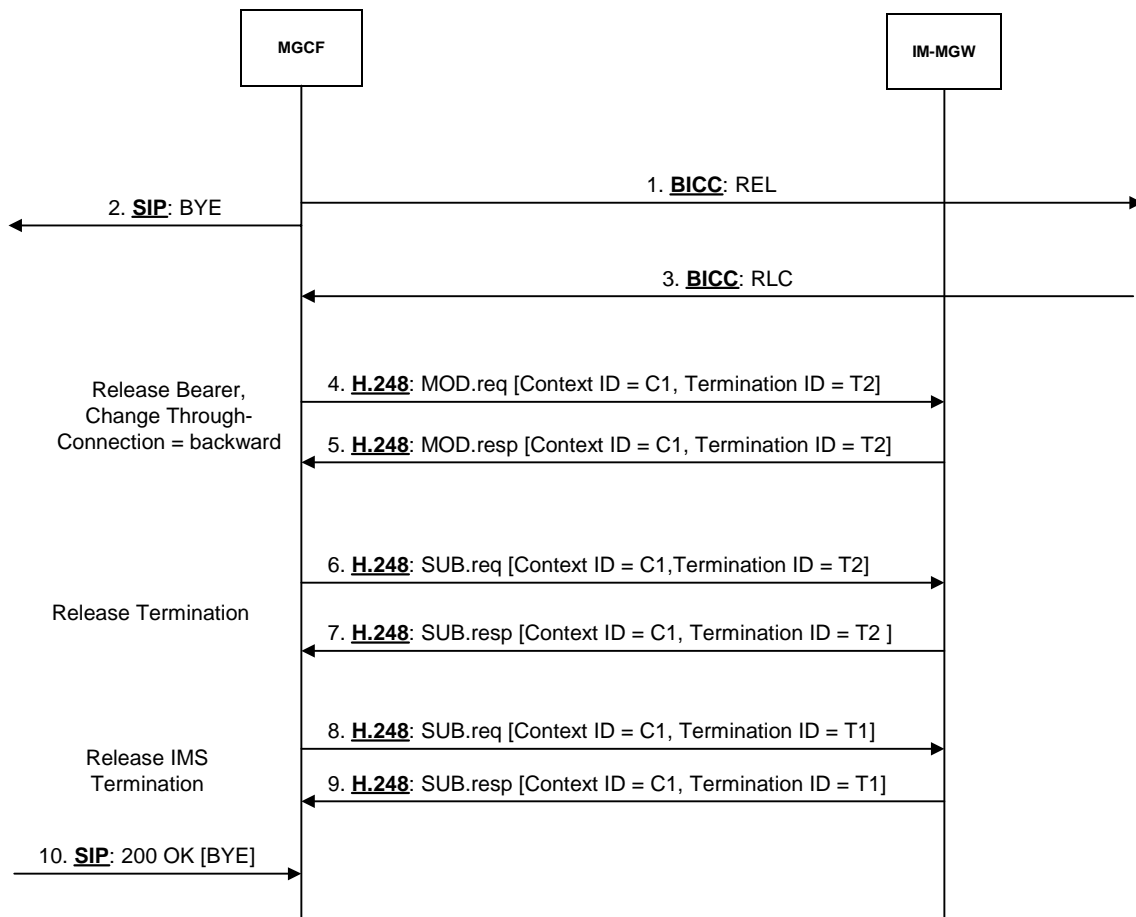 MGCF
IM-MGW
1. BICC: REL
2. SIP: BYE
3. BICC: RLC
Release Bearer,
Change Through-
Connection = backward
4. H.248: MOD.req [Context ID = C1, Termination ID = T2]
5. H.248: MOD.resp [Context ID = C1, Termination ID = T2]
6. H.248: SUB.req [Context ID = C1,Termination ID = T2]
Release Termination
7. H.248: SUB.resp [Context ID = C1, Termination ID = T2 ]
8. H.248: SUB.req [Context ID = C1, Termination ID = T1]
Release IMS
Termination
9. H.248: SUB.resp [Context ID = C1, Termination ID = T1]
10. SIP: 200 OK [BYE]